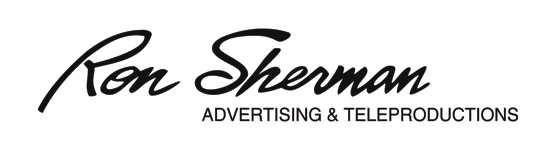 Ron Sherman
ADVERTISING & TELEPRODUCTIONS